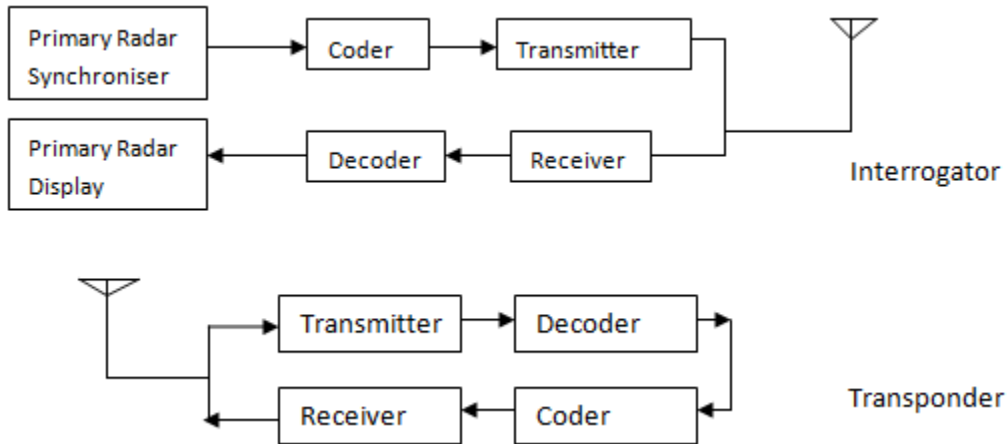 Primary Radar
Synchroniser
Coder
Transmitter
Primary Radar
Display
Decoder
Receiver
Interrogator
Transmitter
Decoder
Receiver
Coder
Transponder